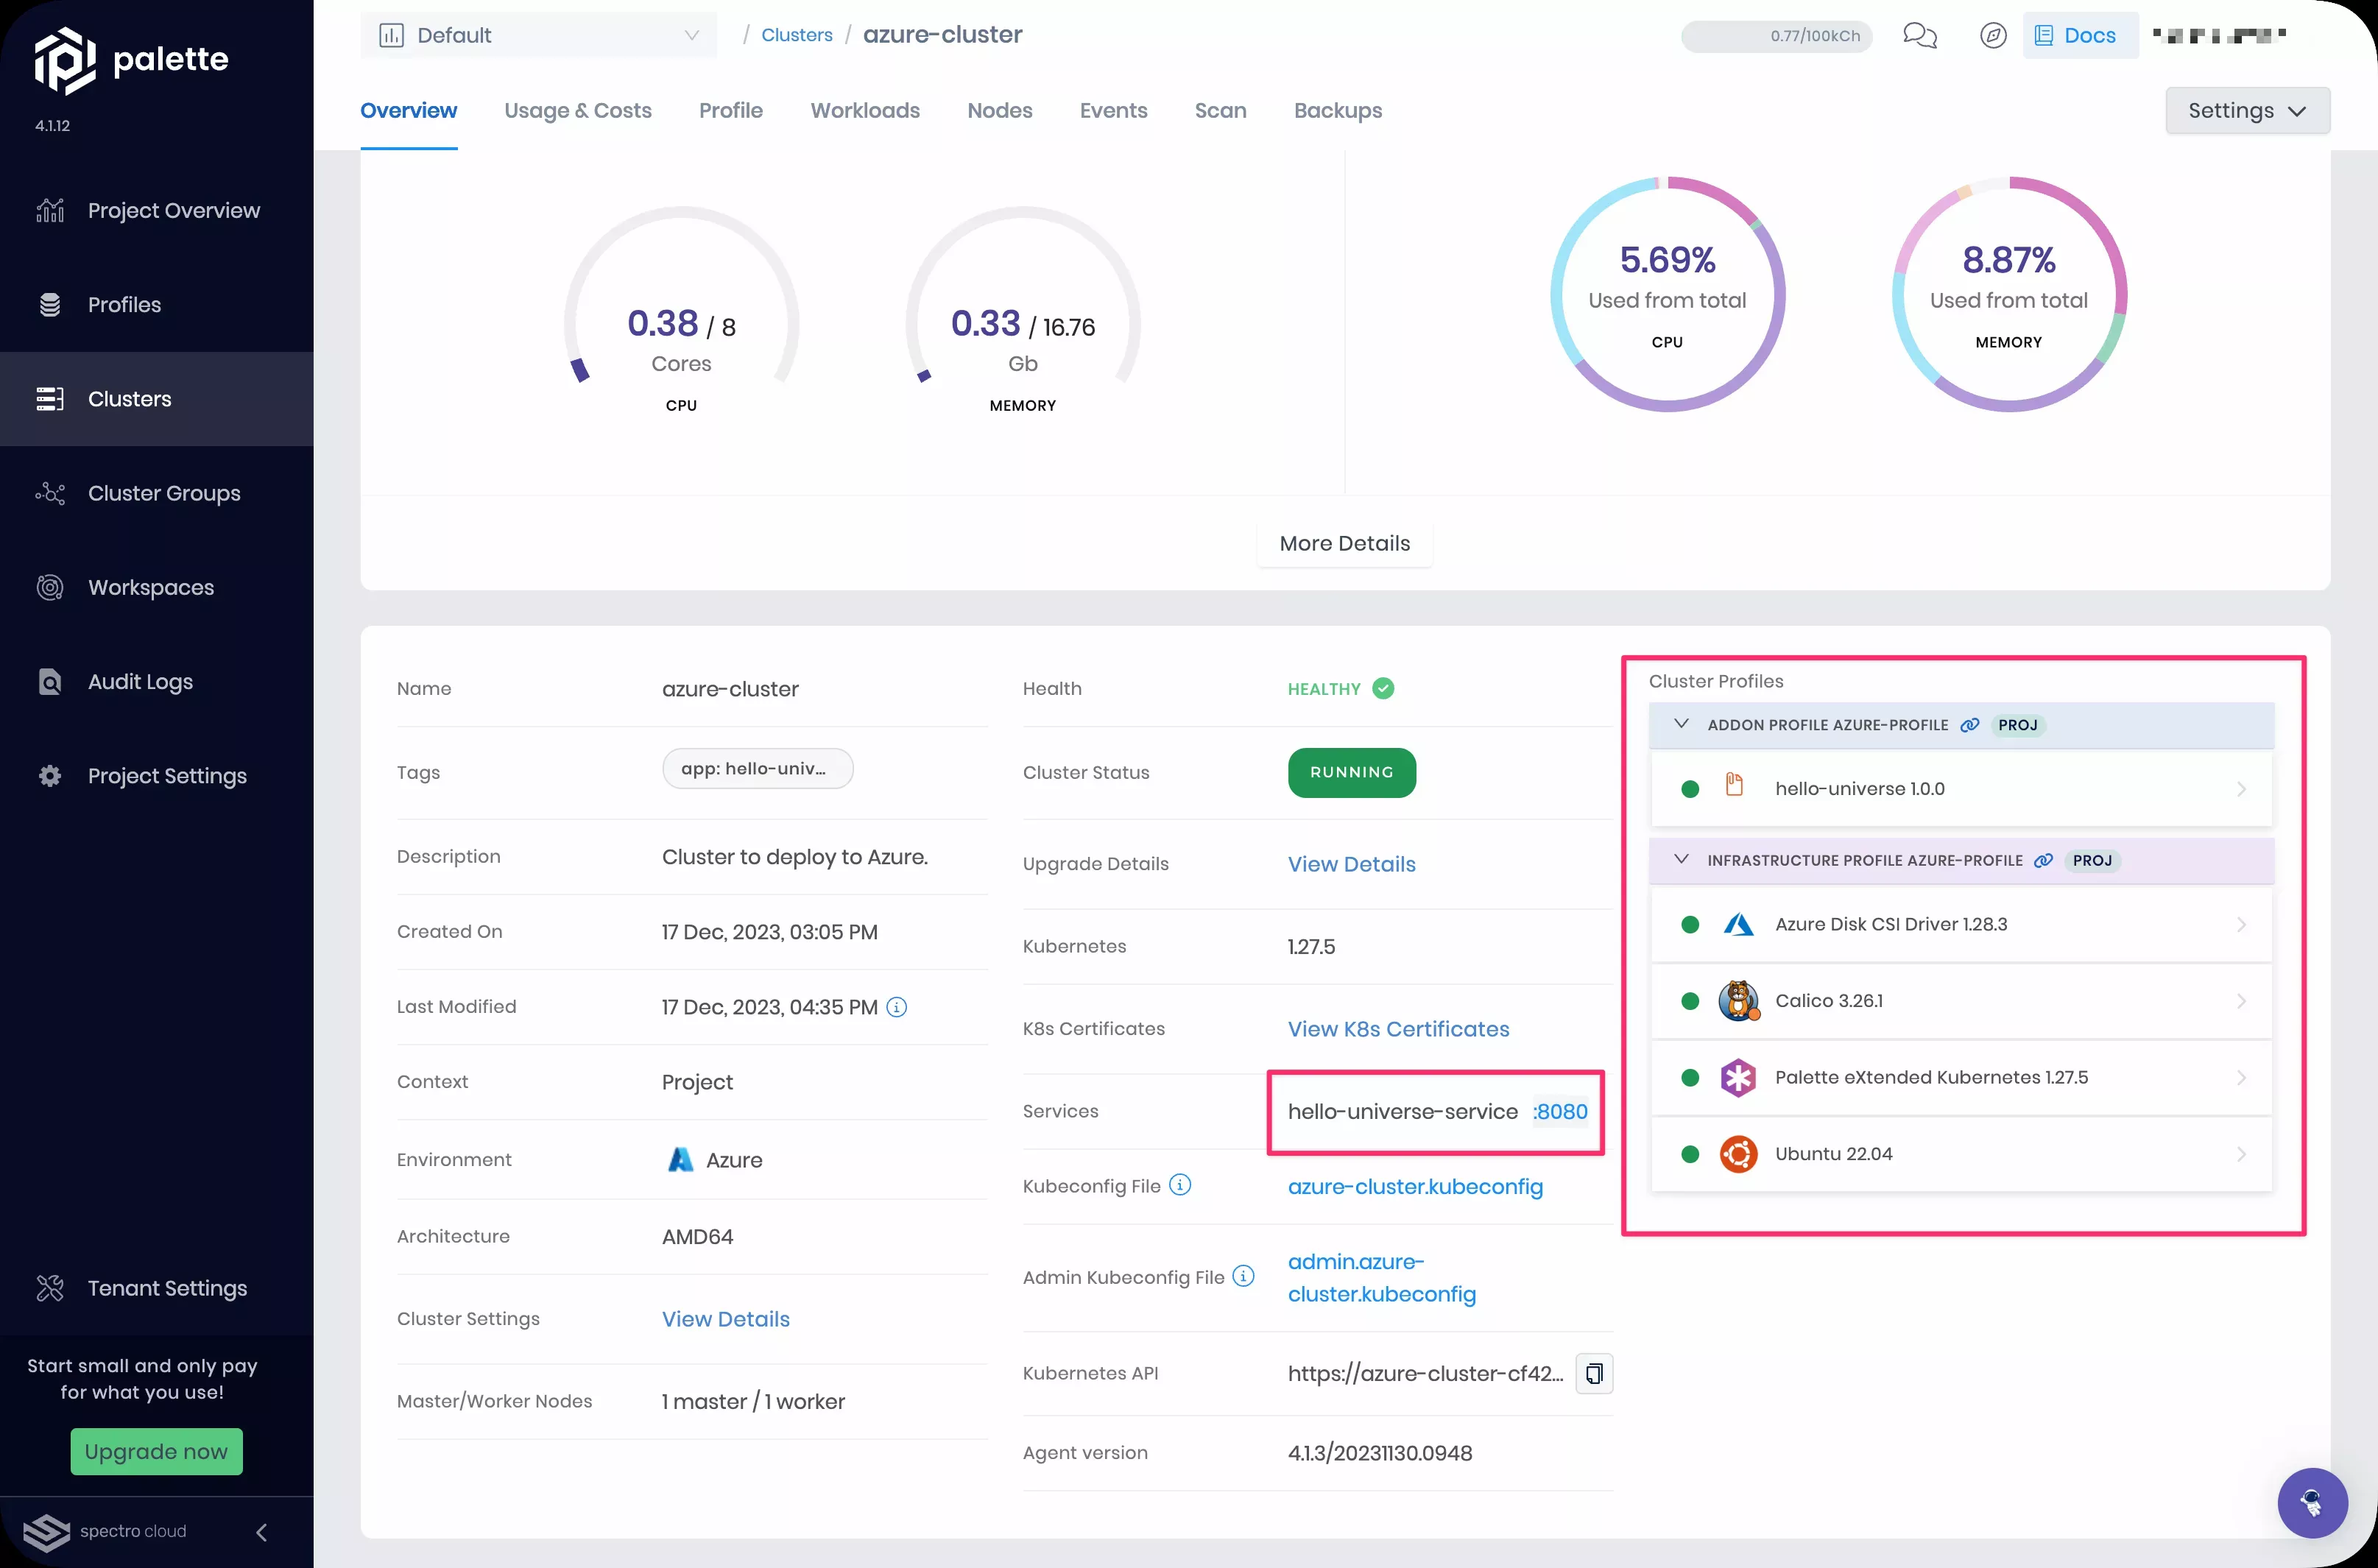 palette
4.1.12
Project Overview
Profiles
Clusters
Cluster Groups
Workspaces
Audit Logs
Project Settings
Tenant Settings
Start small and only pay
for what you use!
Upgrade now
spectro cloud
Default
/ Clusters / azure-cluster
0.77/100kCh
Docs
Overview
Usage & Costs
Profile
Workloads
Nodes
Events
Scan
Backups
Settings
0.38 / 8
Cores
CPU
0.33 / 16.76
Gb
MEMORY
5.69%
Used from total
CPU
8.87%
Used from total
MEMORY
More Details
Name azure-cluster
Tags app: hello-univ...
Description Cluster to deploy to Azure.
Created On 17 Dec, 2023, 03:05 PM
Last Modified 17 Dec, 2023, 04:35 PM
Context Project
Environment Azure
Architecture AMD64
Cluster Settings View Details
Master/Worker Nodes 1 master / 1 worker
Health HEALTHY
Cluster Status RUNNING
Upgrade Details View Details
Kubernetes 1.27.5
K8s Certificates View K8s Certificates
Services hello-universe-service :8080
Kubeconfig File azure-cluster.kubeconfig
Admin Kubeconfig File admin.azure-
cluster.kubeconfig
Kubernetes API https://azure-cluster-cf42...
Agent version 4.1.3/20231130.0948
Cluster Profiles
ADDON PROFILE AZURE-PROFILE PROJ
hello-universe 1.0.0
INFRASTRUCTURE PROFILE AZURE-PROFILE PROJ
Azure Disk CSI Driver 1.28.3
Calico 3.26.1
Palette eXtended Kubernetes 1.27.5
Ubuntu 22.04